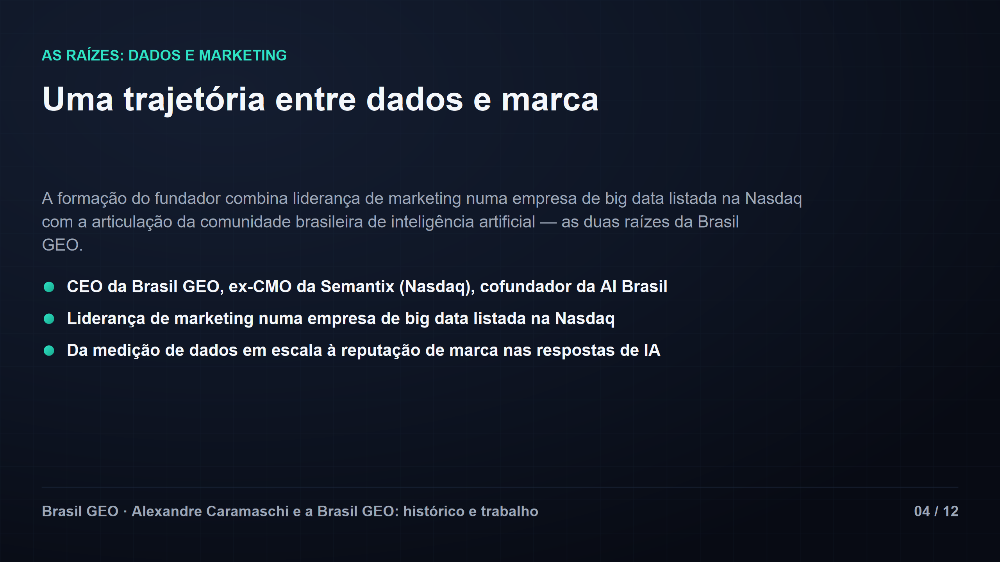 AS RAÍZES: DADOS E MARKETING
Uma trajetória entre dados e marca
A formação do fundador combina liderança de marketing numa empresa de big data listada na Nasdaq
com a articulação da comunidade brasileira de inteligência artificial — as duas raízes da Brasil
GEO.
CEO da Brasil GEO, ex-CMO da Semantix (Nasdaq), cofundador da AI Brasil
Liderança de marketing numa empresa de big data listada na Nasdaq
Da medição de dados em escala à reputação de marca nas respostas de IA
Brasil GEO · Alexandre Caramaschi e a Brasil GEO: histórico e trabalho
04 / 12